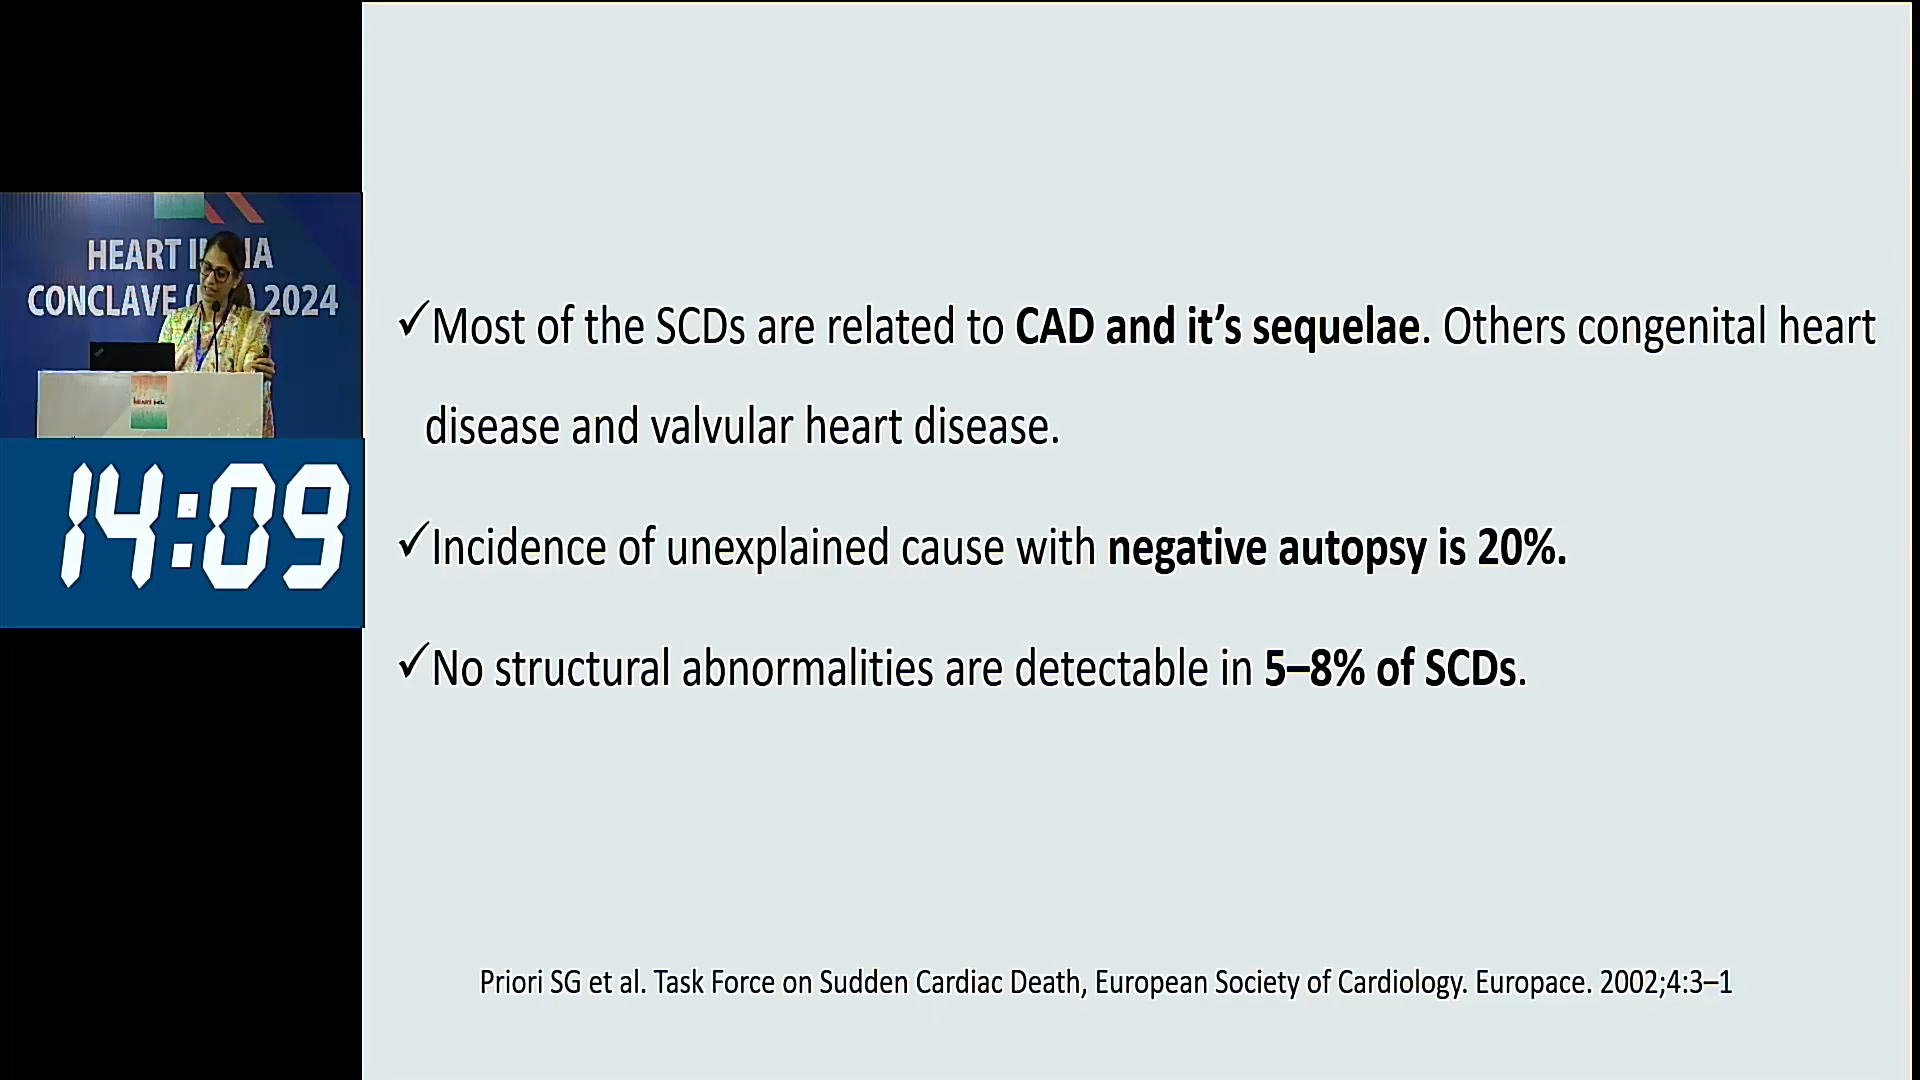 HEART
CONCLAVE 2024
14:09
✓Most of the SCDs are related to CAD and it’s sequelae. Others congenital heart
disease and valvular heart disease.
✓Incidence of unexplained cause with negative autopsy is 20%.
✓No structural abnormalities are detectable in 5–8% of SCDs.
Priori SG et al. Task Force on Sudden Cardiac Death, European Society of Cardiology. Europace. 2002;4:3–1